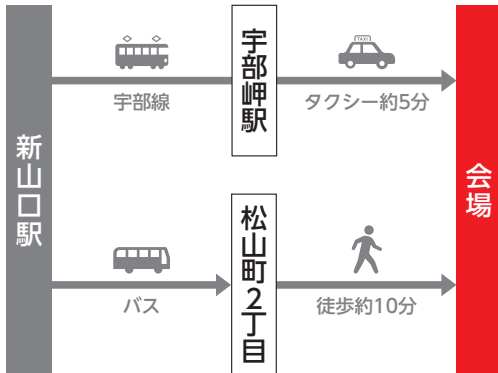 新山口駅
宇部線
宇部岬駅
TAXI
タクシー約5分
バス
松山町2丁目
徒歩約10分
会場